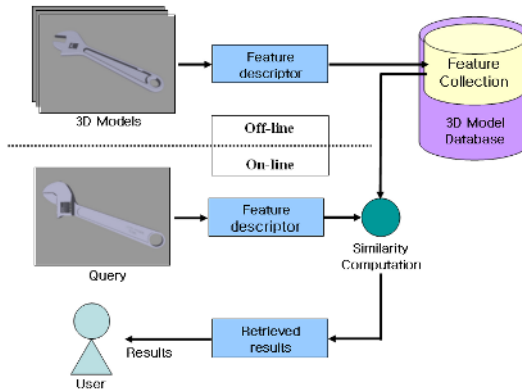 Feature
descriptor
Feature
Collection
3D Models
3D Model
Database
Off-line
On-line
Feature
descriptor
Similarity
Computation
Query
Retrieved
results
Results
User